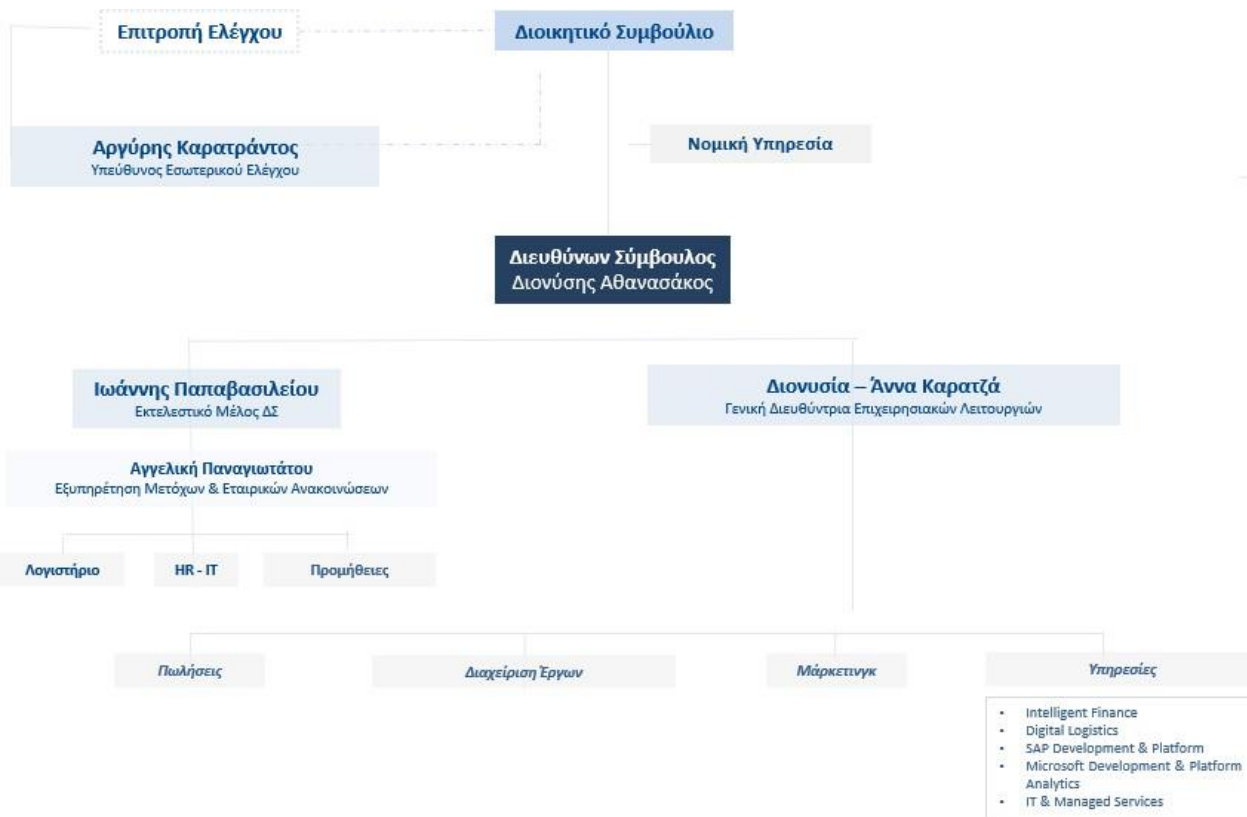 Επιτροπή Ελέγχου
Διοικητικό Συμβούλιο
Αργύρης Καρατράντος
Υπεύθυνος Εσωτερικού Ελέγχου
Νομική Υπηρεσία
Διευθύνων Σύμβουλος
Διονύσης Αθανασάκος
Ιωάννης Παπαβασιλείου
Εκτελεστικό Μέλος ΔΣ
Διονυσία – Άννα Καρατζά
Γενική Διευθύντρια Επιχειρησιακών Λειτουργιών
Αγγελική Παναγιωτάτου
Εξυπηρέτηση Μετόχων & Εταιρικών Ανακοινώσεων
Λογιστήριο
HR - IT
Προμήθειες
Πωλήσεις
Διαχείριση Έργων
Μάρκετινγκ
Υπηρεσίες
• Intelligent Finance
• Digital Logistics
• SAP Development & Platform
• Microsoft Development & Platform
Analytics
• IT & Managed Services